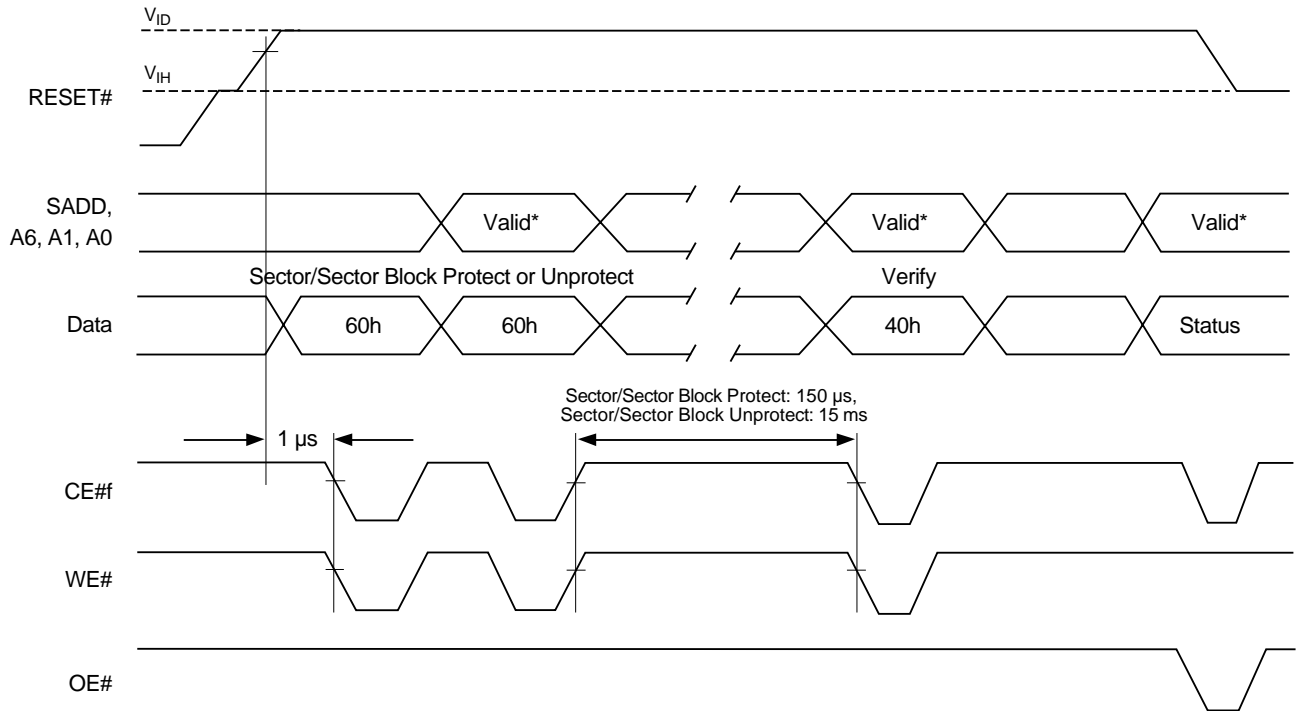 VID
VIH
RESET#
SADD,
A6, A1, A0
Valid*
Valid*
Valid*
Sector/Sector Block Protect or Unprotect
Verify
Data
60h
60h
40h
Status
Sector/Sector Block Protect: 150 µs,
Sector/Sector Block Unprotect: 15 ms
1 µs
CE#f
WE#
OE#